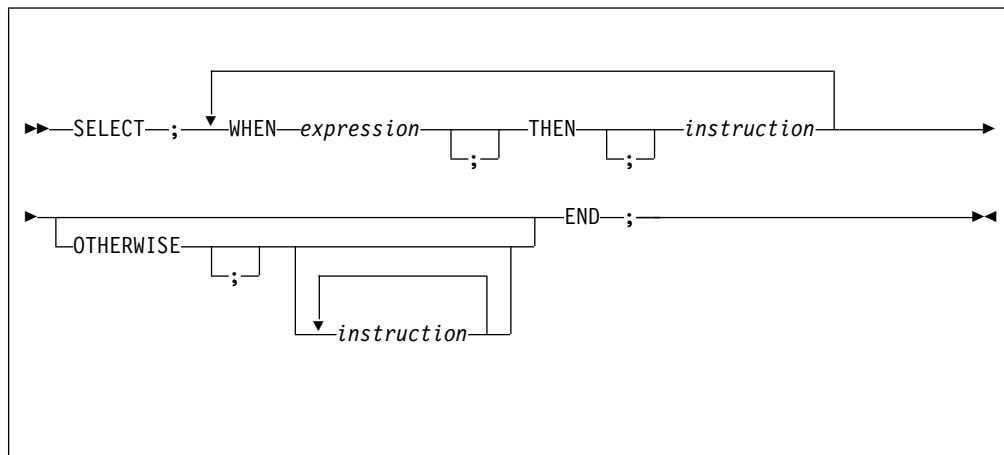 SELECT ; WHEN expression ; THEN ; instruction
OTHERWISE ; instruction END ;